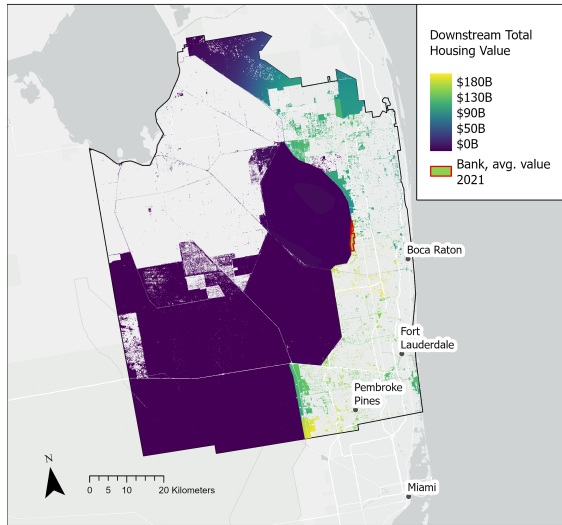 Downstream Total
Housing Value
$180B
$130B
$90B
$50B
$0B
Bank, avg. value
2021
Boca Raton
Fort
Lauderdale
Pembroke
Pines
Miami
N
0 5 10 20 Kilometers